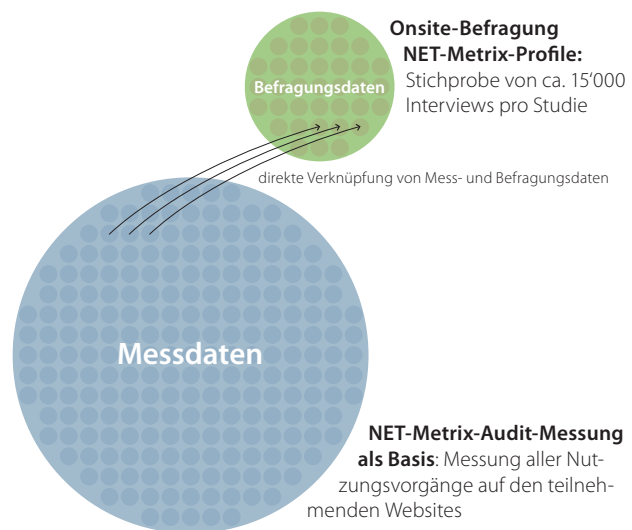 Onsite-Befragung
NET-Metrix-Profile:
Stichprobe von ca. 15‘000
Interviews pro Studie
Befragungsdaten
direkte Verknüpfung von Mess- und Befragungsdaten
Messdaten
NET-Metrix-Audit-Messung
als Basis: Messung aller Nut-
zungsvorgänge auf den teilneh-
menden Websites